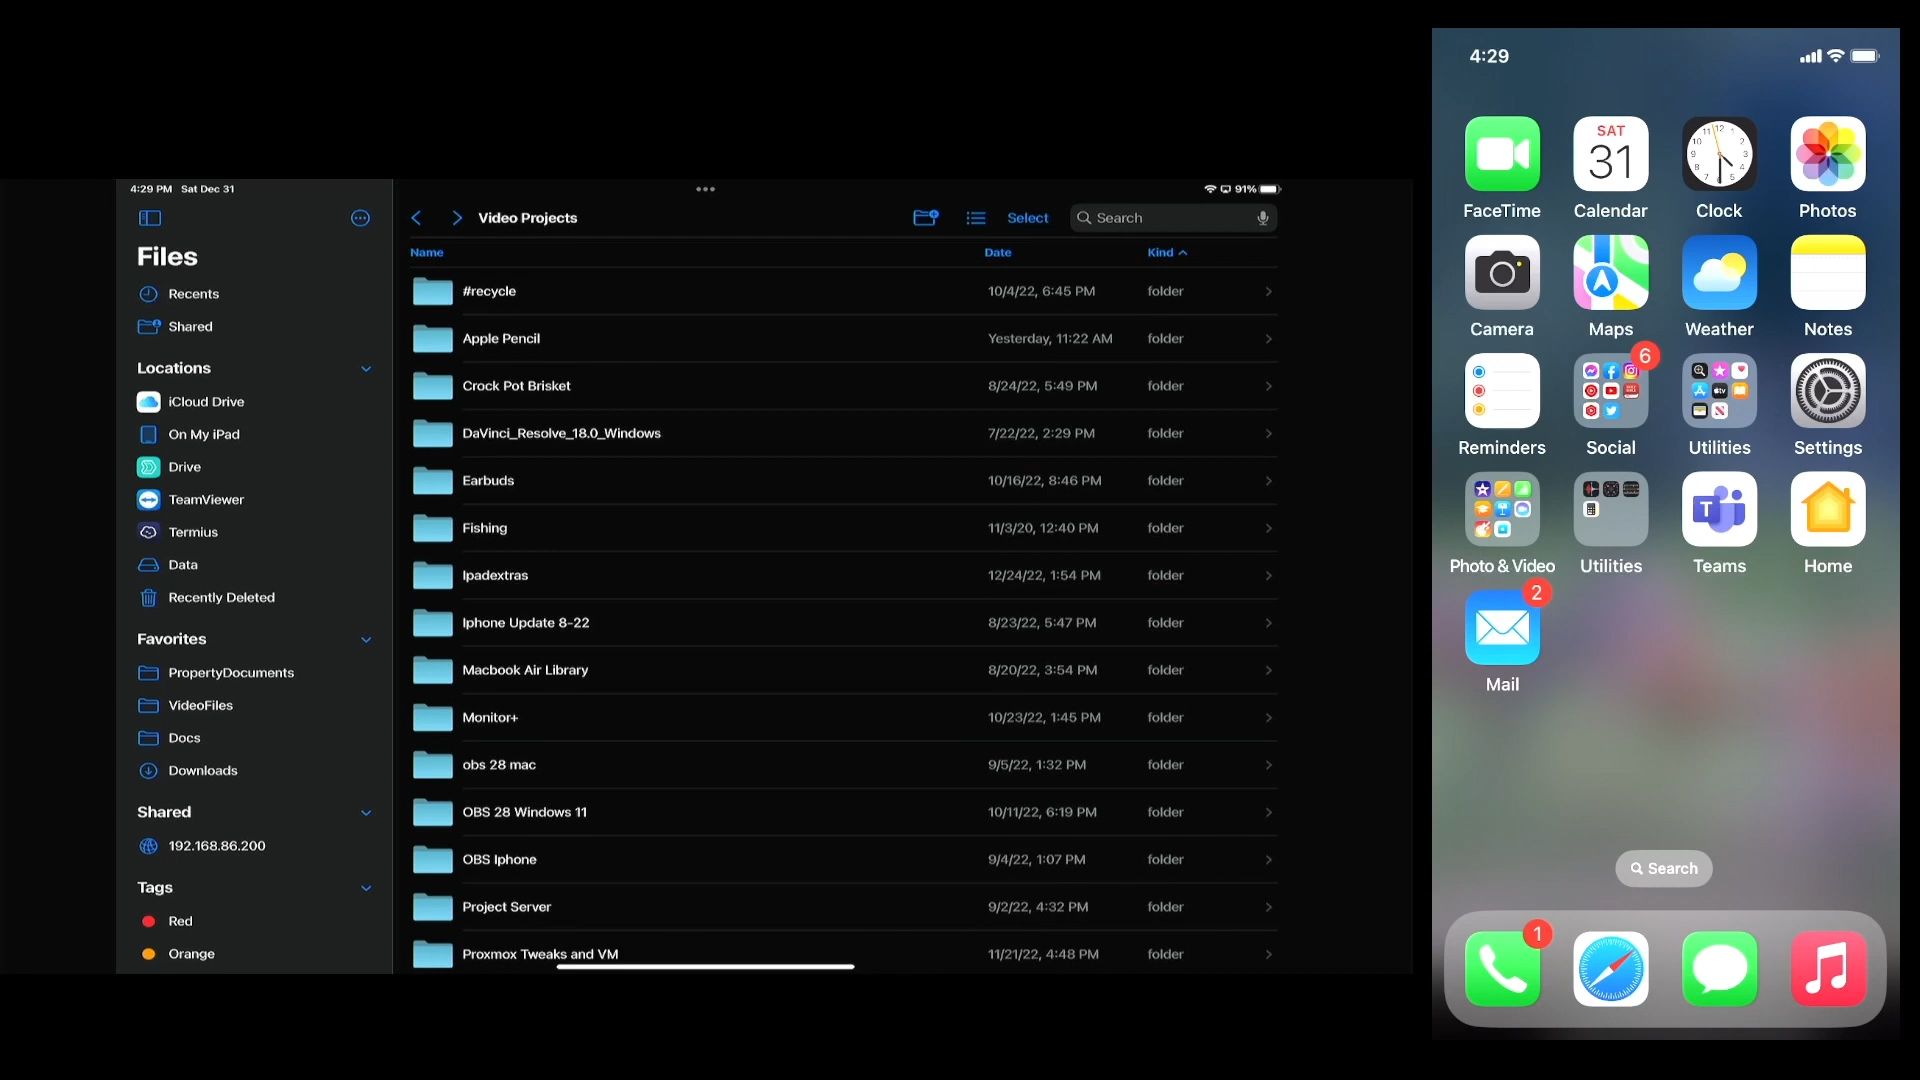 4:29 PM Sat Dec 31
91%
Files
Recents
Shared
Locations
iCloud Drive
On My iPad
Drive
TeamViewer
Termius
Data
Recently Deleted
Favorites
PropertyDocuments
VideoFiles
Docs
Downloads
Shared
192.168.86.200
Tags
Red
Orange
Video Projects
Select
Search
Name Date Kind
#recycle 10/4/22, 6:45 PM folder
Apple Pencil Yesterday, 11:22 AM folder
Crock Pot Brisket 8/24/22, 5:49 PM folder
DaVinci_Resolve_18.0_Windows 7/22/22, 2:29 PM folder
Earbuds 10/16/22, 8:46 PM folder
Fishing 11/3/20, 12:40 PM folder
Ipadextras 12/24/22, 1:54 PM folder
Iphone Update 8-22 8/23/22, 5:47 PM folder
Macbook Air Library 8/20/22, 3:54 PM folder
Monitor+ 10/23/22, 1:45 PM folder
obs 28 mac 9/5/22, 1:32 PM folder
OBS 28 Windows 11 10/11/22, 6:19 PM folder
OBS Iphone 9/4/22, 1:07 PM folder
Project Server 9/2/22, 4:32 PM folder
Proxmox Tweaks and VM 11/21/22, 4:48 PM folder
4:29
SAT
31
FaceTime Calendar Clock Photos
Camera Maps Weather Notes
6
Reminders Social Utilities Settings
T
Photo & Video Utilities Teams Home
2
Mail
Search
1